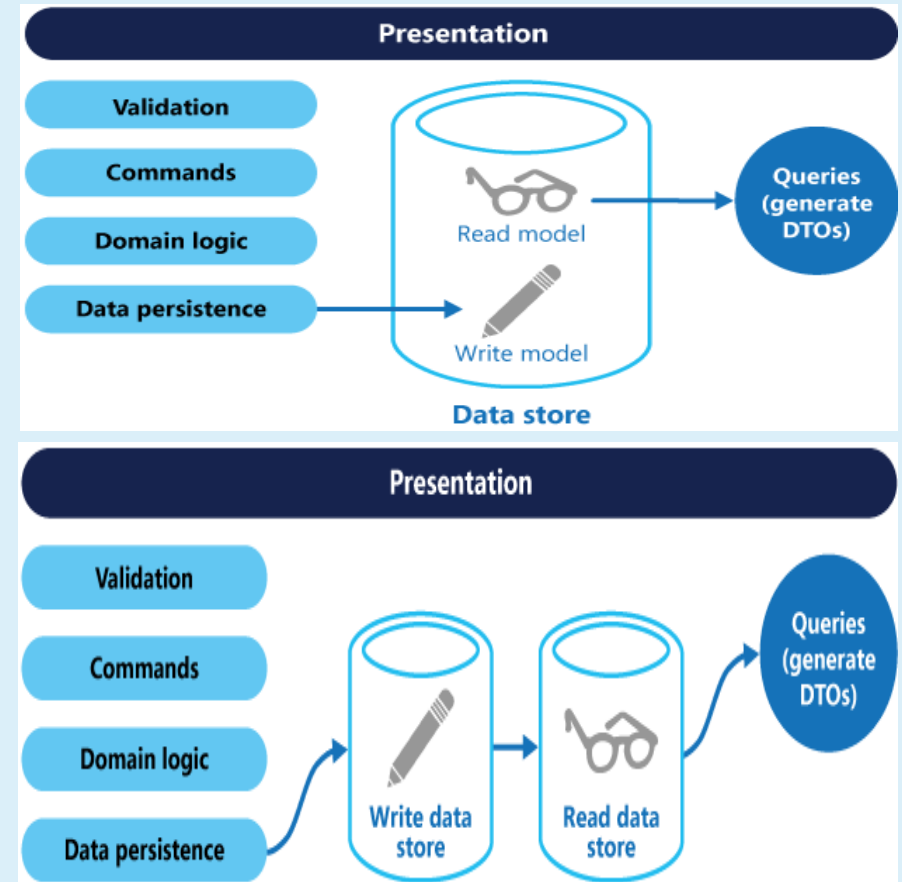 Presentation
Validation
Commands
Domain logic
Data persistence
Read model
Write model
Data store
Queries
(generate
DTOs)
Presentation
Validation
Commands
Domain logic
Data persistence
Write data
store
Read data
store
Queries
(generate
DTOs)